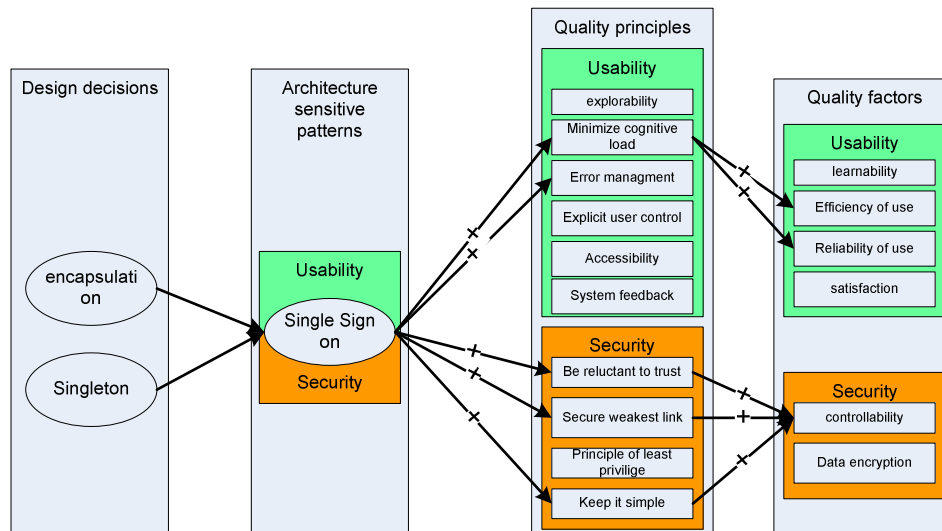 Design decisions
encapsulati
on
Singleton
Architecture
sensitive
patterns
Usability
Single Sign
on
Security
Quality principles
Usability
explorability
Minimize cognitive
load
Error managment
Explicit user control
Accessibility
System feedback
Security
Be reluctant to trust
Secure weakest link
Principle of least
privilige
Keep it simple
Quality factors
Usability
learnability
Efficiency of use
Reliability of use
satisfaction
Security
controllability
Data encryption